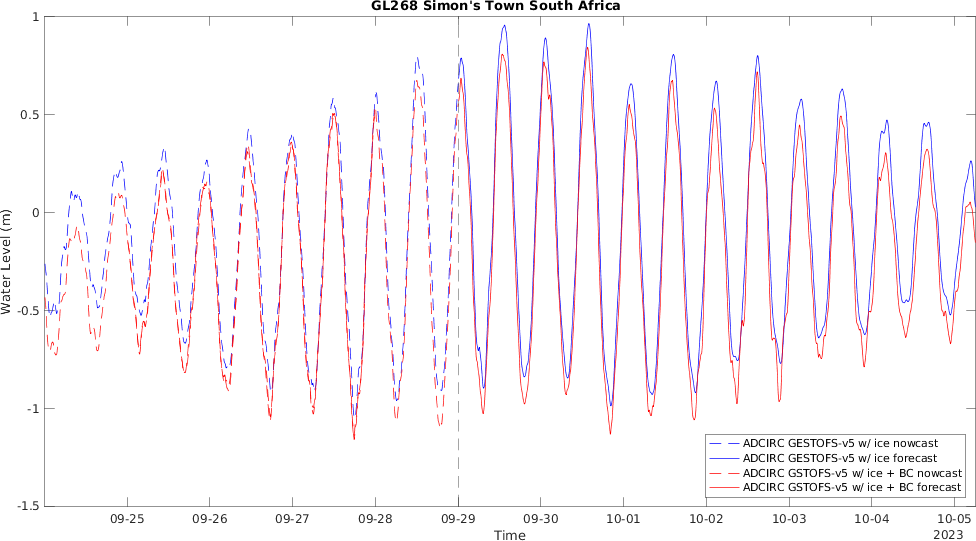 GL268 Simon's Town South Africa
1
0.5
0
-0.5
-1
-1.5
Water Level (m)
ADCIRC GESTOFS-v5 w/ ice nowcast
ADCIRC GESTOFS-v5 w/ ice forecast
ADCIRC GSTOFS-v5 w/ ice + BC nowcast
ADCIRC GSTOFS-v5 w/ ice + BC forecast
09-25 09-26 09-27 09-28 09-29 09-30 10-01 10-02 10-03 10-04 10-05
Time 2023